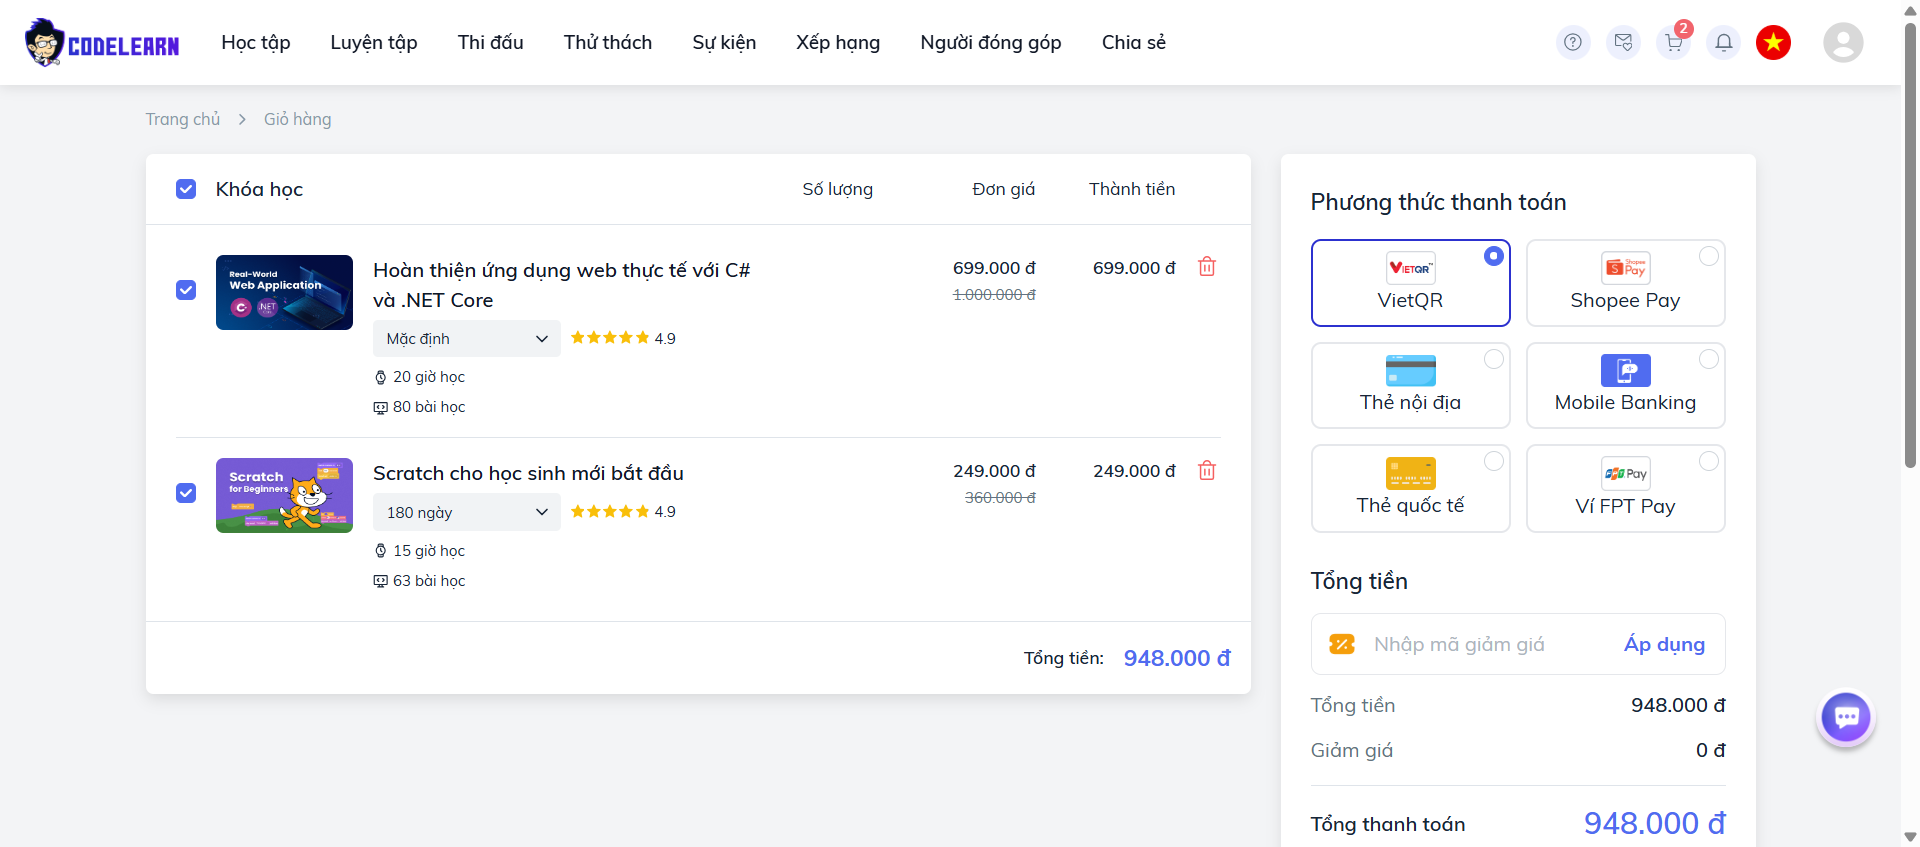 CODELEARN
Học tập
Luyện tập
Thi đấu
Thử thách
Sự kiện
Xếp hạng
Người đóng góp
Chia sẻ
2
Trang chủ
Giỏ hàng
Khóa học
Số lượng
Đơn giá
Thành tiền
Real-World
Web Application
C
.NET
Hoàn thiện ứng dụng web thực tế với C#
và .NET Core
699.000 đ
699.000 đ
1.000.000 đ
Mặc định
4.9
20 giờ học
80 bài học
Scratch
for Beginners
Scratch cho học sinh mới bắt đầu
249.000 đ
249.000 đ
360.000 đ
180 ngày
4.9
15 giờ học
63 bài học
Tổng tiền:
948.000 đ
Phương thức thanh toán
VIETQR
VietQR
Shopee
Pay
Shopee Pay
Thẻ nội địa
Mobile Banking
Thẻ quốc tế
FPT Pay
Ví FPT Pay
Tổng tiền
Nhập mã giảm giá
Áp dụng
Tổng tiền
948.000 đ
Giảm giá
0 đ
Tổng thanh toán
948.000 đ